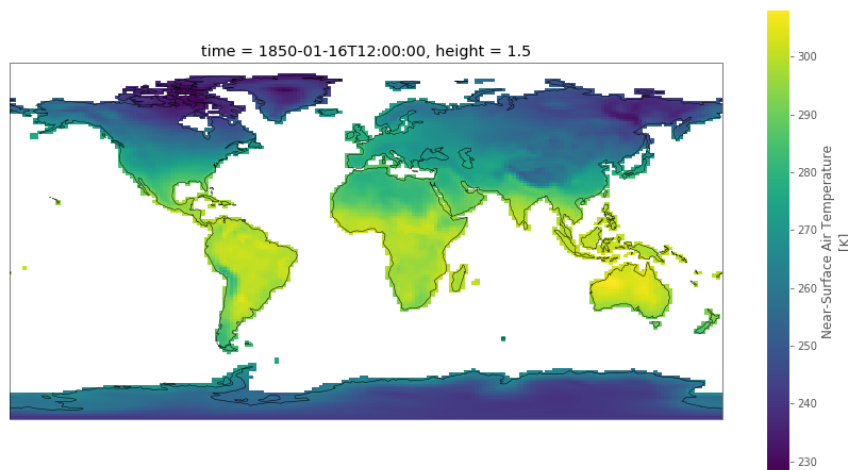 time = 1850-01-16T12:00:00, height = 1.5
300
290
280
270
260
250
240
230
Near-Surface Air Temperature
[K]